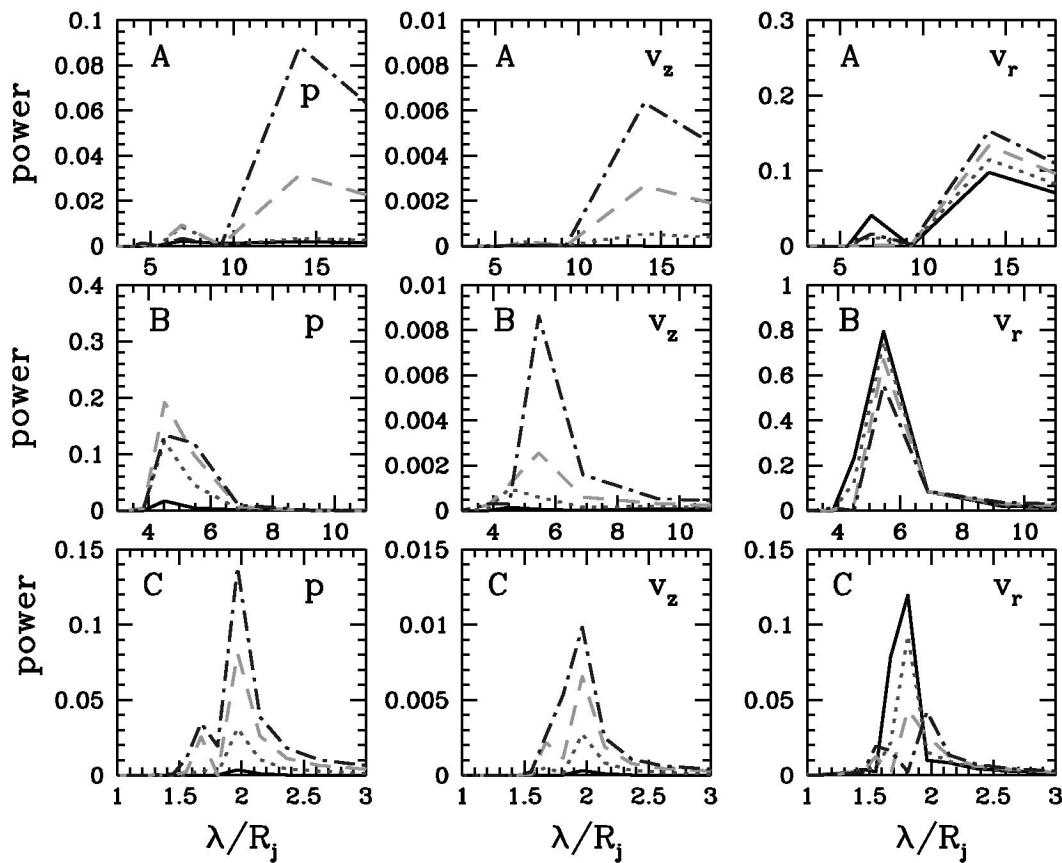 0.1
0.08
0.06
0.04
0.02
0
power
A
p
5 10 15
0.01
0.008
0.006
0.004
0.002
0
A
v_z
5 10 15
0.3
0.2
0.1
0
A
v_r
5 10 15
0.4
0.3
0.2
0.1
0
power
B
p
4 6 8 10
0.01
0.008
0.006
0.004
0.002
0
B
v_z
4 6 8 10
1
0.8
0.6
0.4
0.2
0
B
v_r
4 6 8 10
0.15
0.1
0.05
0
power
C
p
1 1.5 2 2.5 3
λ/R_j
0.015
0.01
0.005
0
C
v_z
1 1.5 2 2.5 3
λ/R_j
0.15
0.1
0.05
0
C
v_r
1 1.5 2 2.5 3
λ/R_j